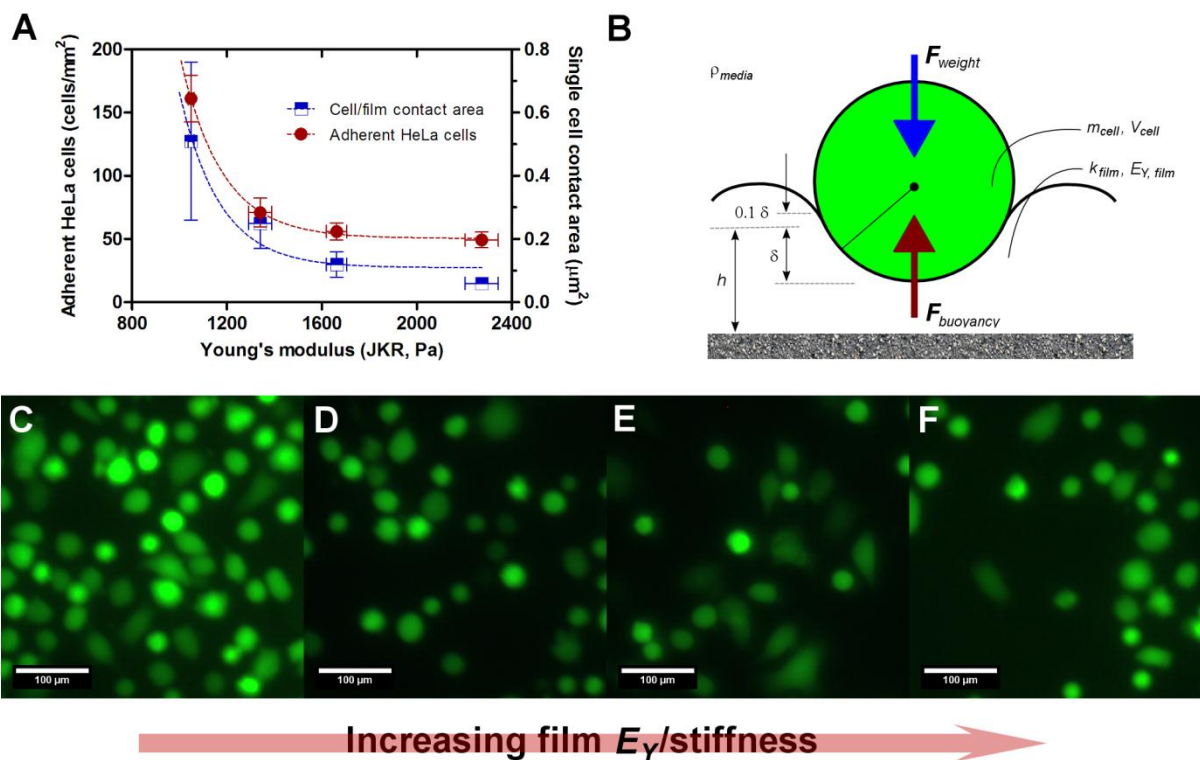 A
Adherent HeLa cells (cells/mm²)
200
150
100
50
0
800
1200
1600
2000
2400
Young's modulus (JKR, Pa)
0.8
0.6
0.4
0.2
0.0
Single cell contact area (μm²)
Cell/film contact area
Adherent HeLa cells
B
ρmedia
Fweight
mcell, Vcell
kfilm, EY, film
0.1 δ
δ
h
Fbuoyancy
C
100 μm
D
100 μm
E
100 μm
F
100 μm
Increasing film EY/stiffness